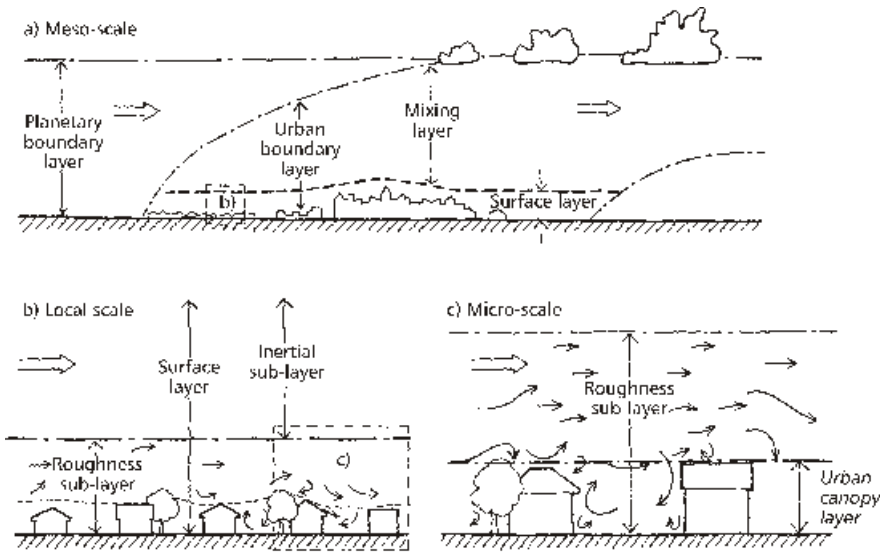 a) Meso-scale
Planetary
boundary
layer
Urban
boundary
layer
Mixing
layer
b)
Surface layer
b) Local scale
Surface
layer
Inertial
sub-layer
Roughness
sub-layer
c)
c) Micro-scale
Roughness
sub layer
Urban
canopy
layer